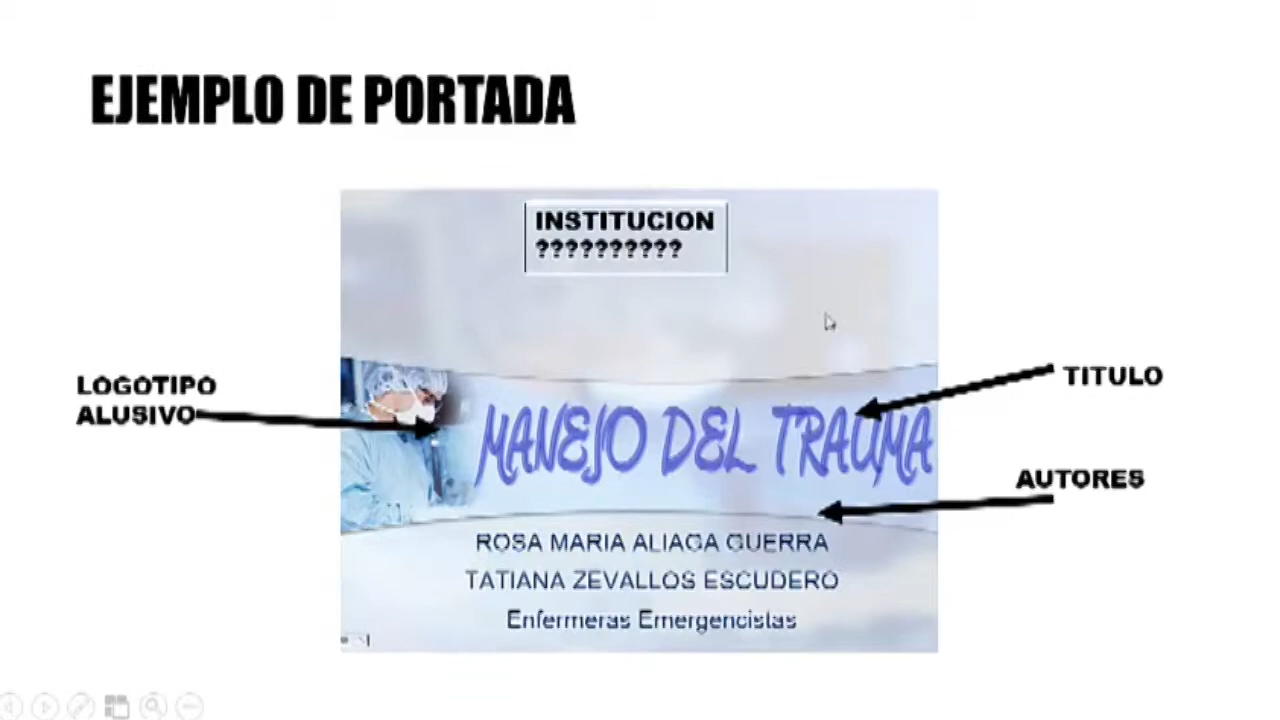 EJEMPLO DE PORTADA
INSTITUCION
??????????
LOGOTIPO
ALUSIVO
TITULO
MANEJO DEL TRAUMA
AUTORES
ROSA MARIA ALIAGA GUERRA
TATIANA ZEVALLOS ESCUDERO
Enfermeras Emergencistas